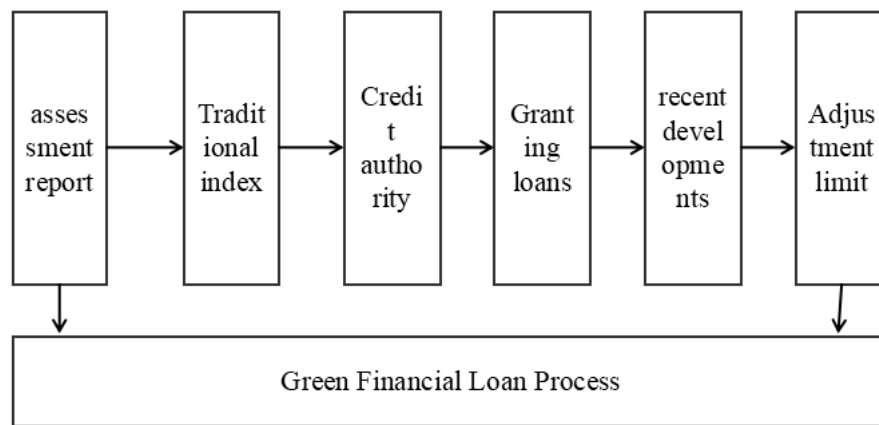 asses
sment
report
Tradit
ional
index
Credi
t
autho
rity
Grant
ing
loans
recent
devel
opme
nts
Adjus
tment
limit
Green Financial Loan Process